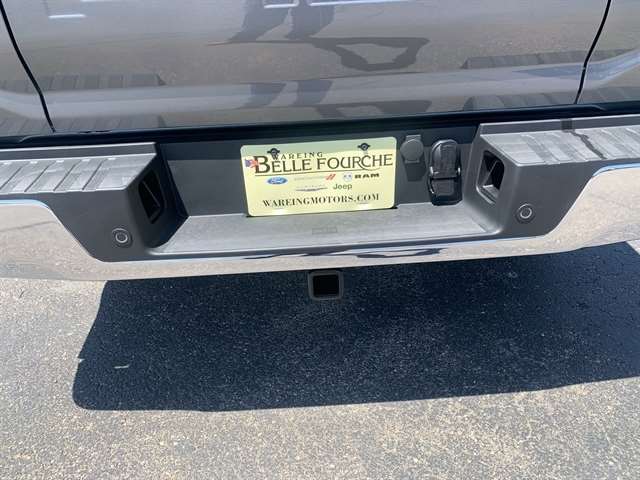 WAREING
BELLE FOURCHE
Ford RAM
Jeep
WAREINGMOTORS.COM